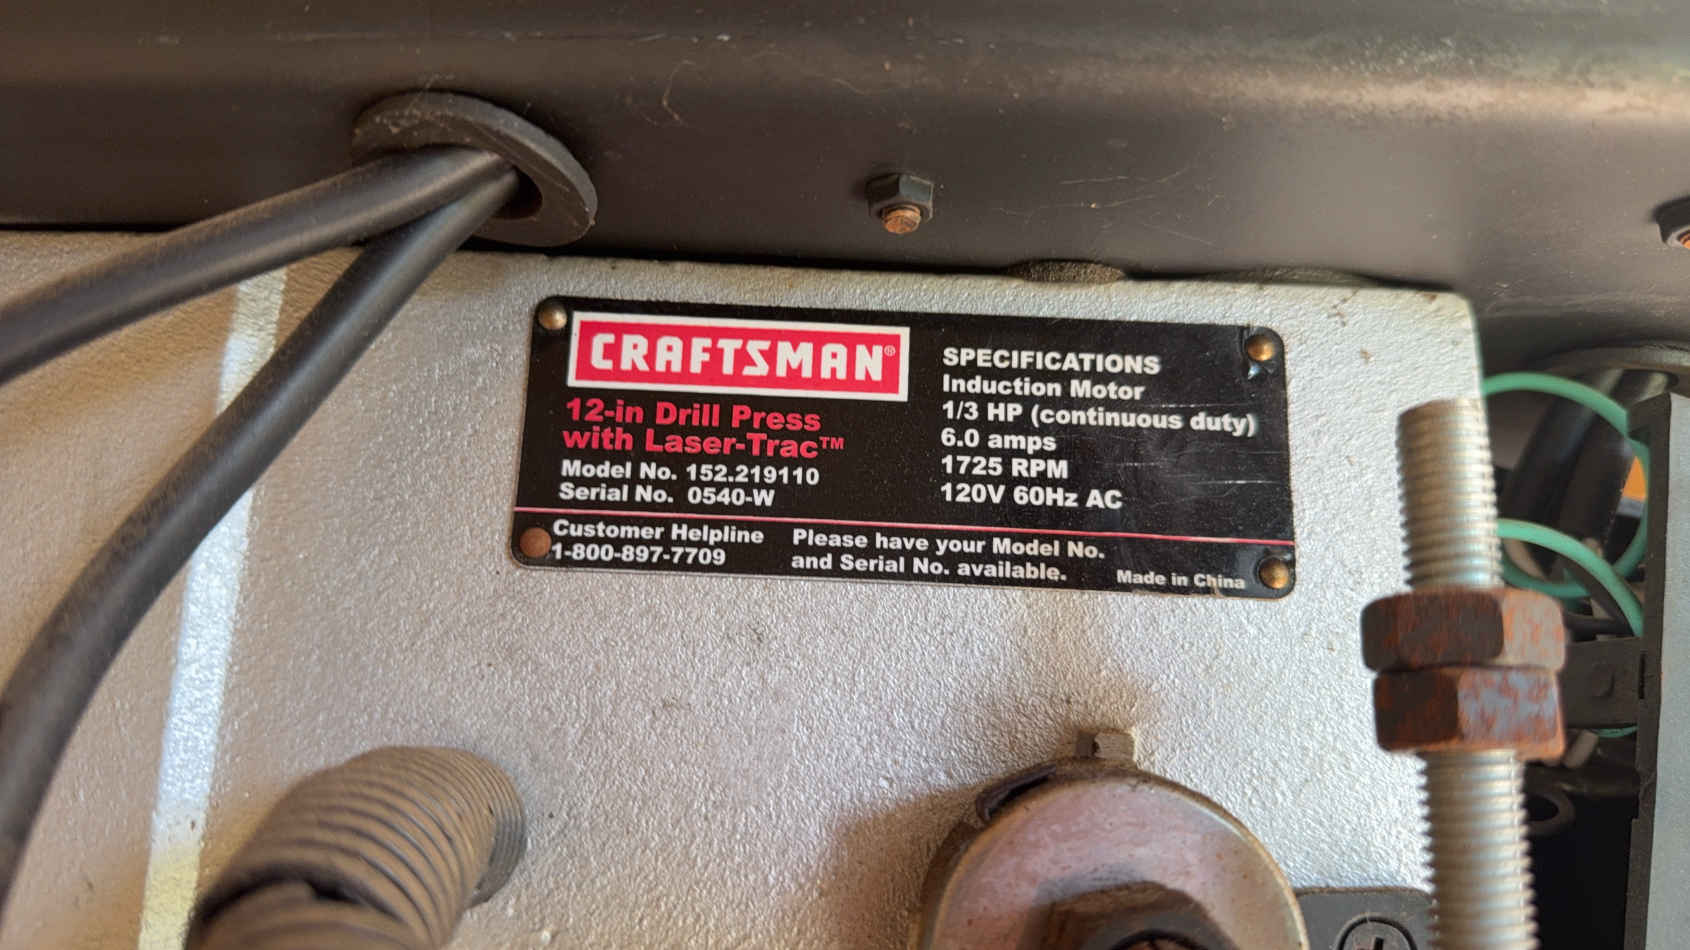 CRAFTSMAN®
12-in Drill Press
with Laser-Trac™
Model No. 152.219110
Serial No. 0540-W
SPECIFICATIONS
Induction Motor
1/3 HP (continuous duty)
6.0 amps
1725 RPM
120V 60Hz AC
Customer Helpline
1-800-897-7709
Please have your Model No.
and Serial No. available.
Made in China